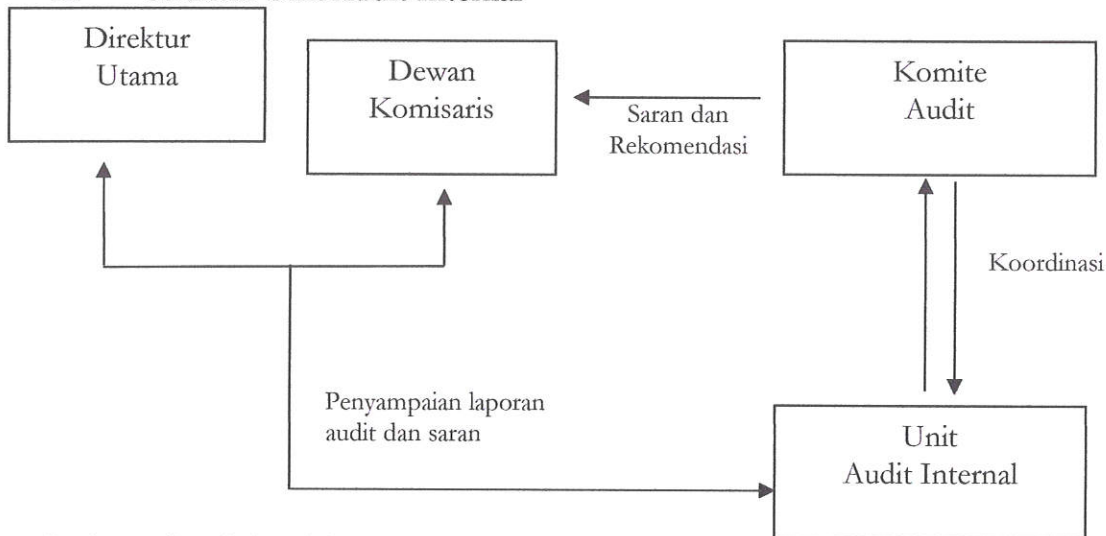 Direktur
Utama
Dewan
Komisaris
Saran dan
Rekomendasi
Komite
Audit
Koordinasi
Penyampaian laporan
audit dan saran
Unit
Audit Internal